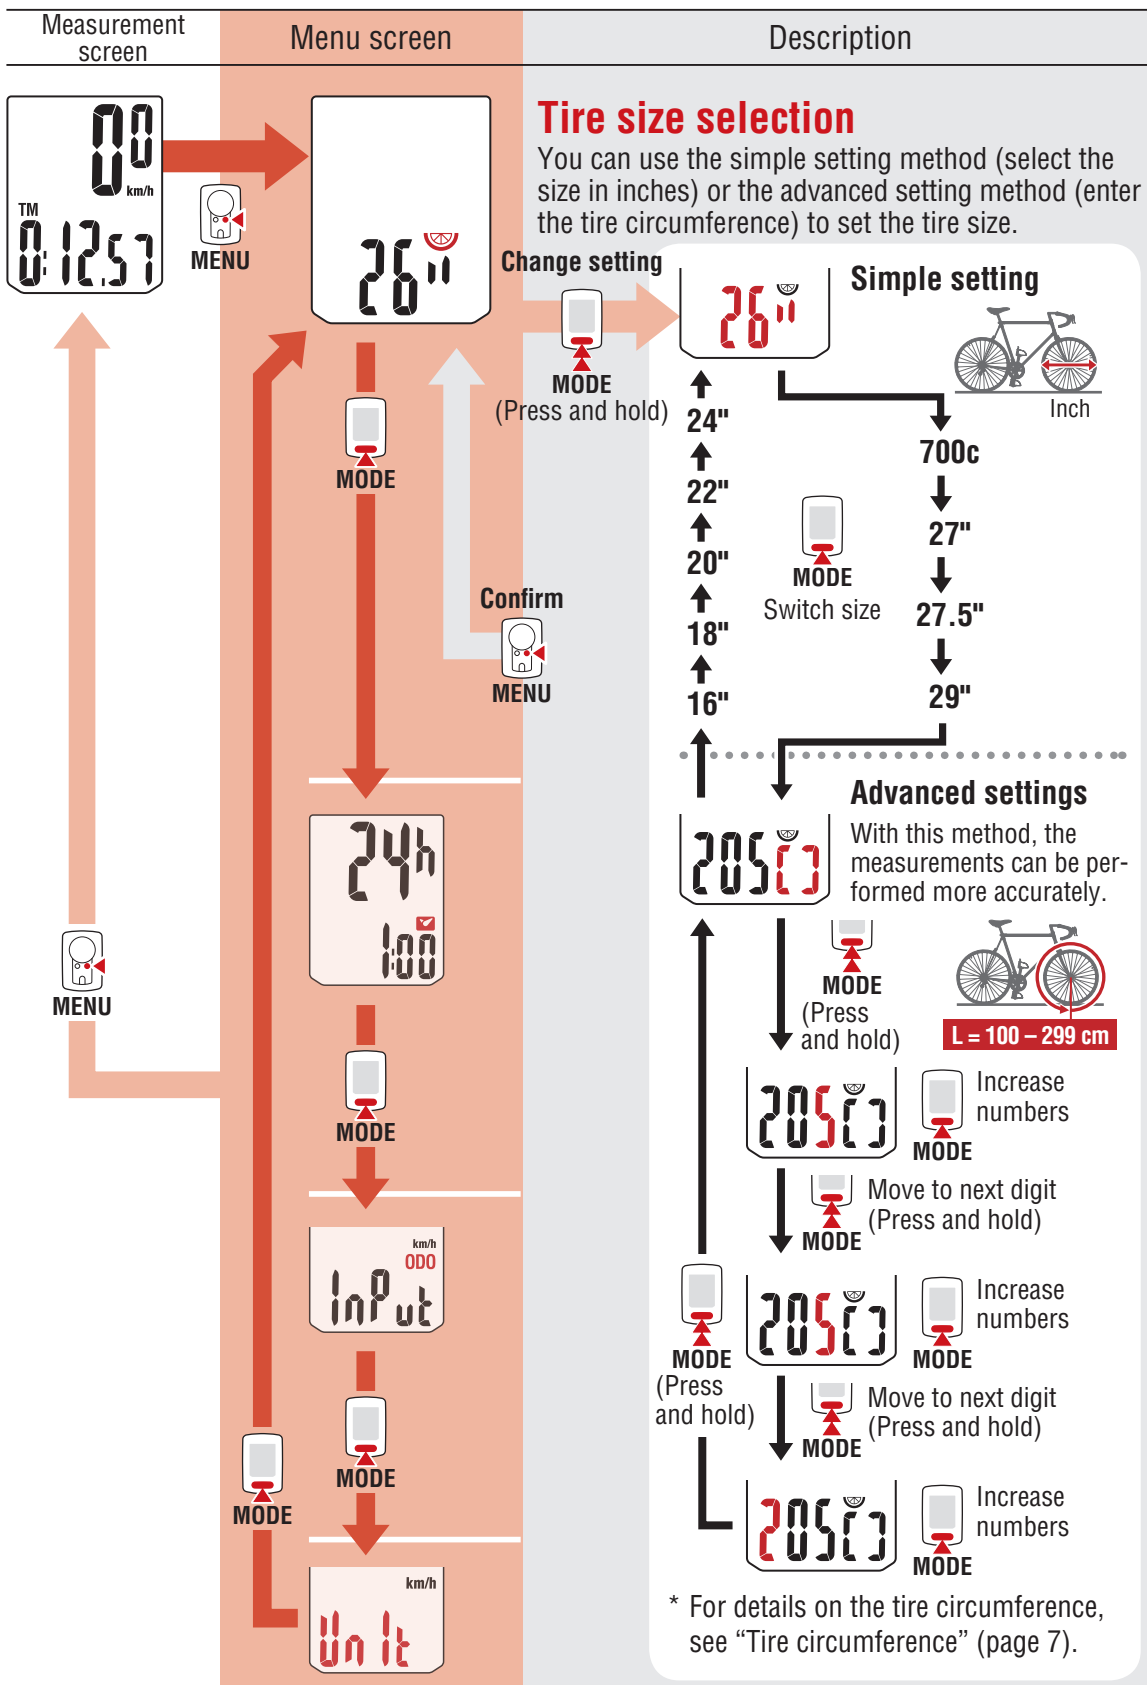 Measurement
screen
Menu screen
Description
00
km/h
TM
0:12.57
MENU
26"
Tire size selection
You can use the simple setting method (select the
size in inches) or the advanced setting method (enter
the tire circumference) to set the tire size.
Change setting
MODE
(Press and hold)
26"
Simple setting
Inch
24"
22"
20"
18"
16"
700c
27"
27.5"
29"
MODE
Switch size
MODE
Confirm
MENU
24h
1:00
MENU
MODE
km/h
ODO
InPut
MODE
MODE
km/h
UnIt
205[]
Advanced settings
With this method, the
measurements can be per-
formed more accurately.
MODE
(Press
and hold)
L = 100 – 299 cm
205[]
Increase
numbers
MODE
Move to next digit
(Press and hold)
MODE
205[]
Increase
numbers
MODE
MODE
(Press
and hold)
Move to next digit
(Press and hold)
MODE
205[]
Increase
numbers
MODE
* For details on the tire circumference,
see “Tire circumference” (page 7).